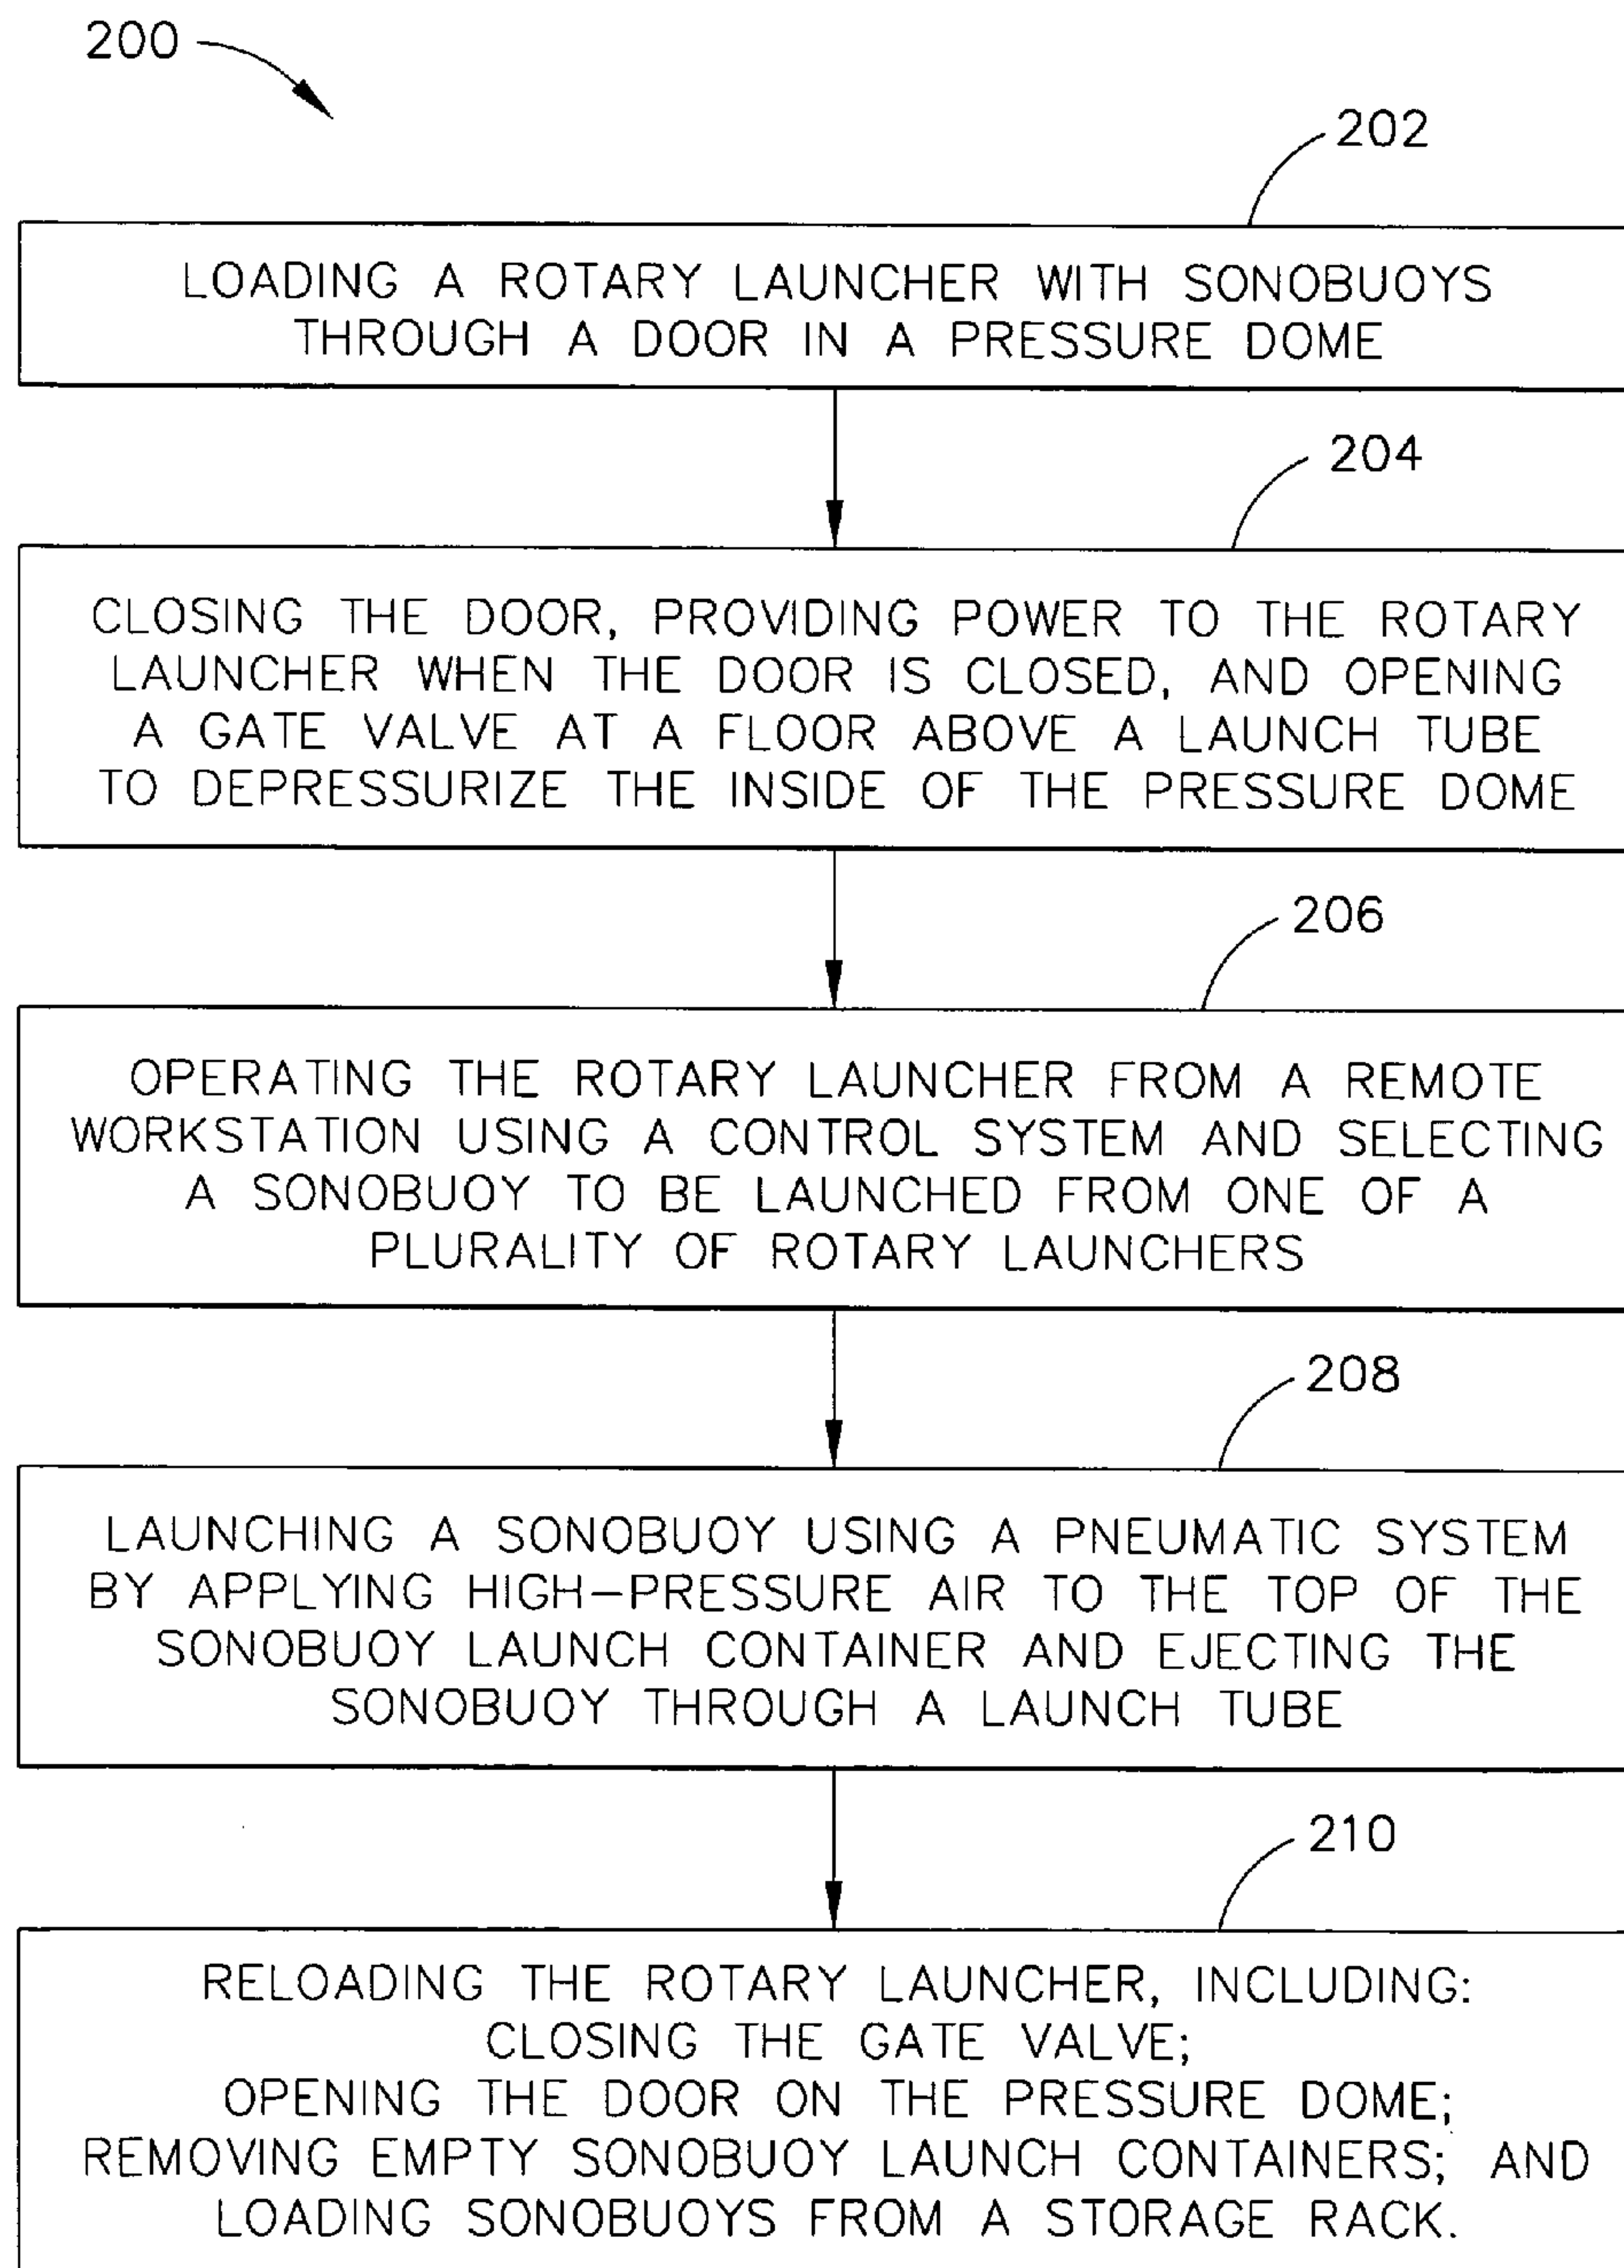 200
202
LOADING A ROTARY LAUNCHER WITH SONOBUOYS
THROUGH A DOOR IN A PRESSURE DOME
204
CLOSING THE DOOR, PROVIDING POWER TO THE ROTARY
LAUNCHER WHEN THE DOOR IS CLOSED, AND OPENING
A GATE VALVE AT A FLOOR ABOVE A LAUNCH TUBE
TO DEPRESSURIZE THE INSIDE OF THE PRESSURE DOME
206
OPERATING THE ROTARY LAUNCHER FROM A REMOTE
WORKSTATION USING A CONTROL SYSTEM AND SELECTING
A SONOBUOY TO BE LAUNCHED FROM ONE OF A
PLURALITY OF ROTARY LAUNCHERS
208
LAUNCHING A SONOBUOY USING A PNEUMATIC SYSTEM
BY APPLYING HIGH-PRESSURE AIR TO THE TOP OF THE
SONOBUOY LAUNCH CONTAINER AND EJECTING THE
SONOBUOY THROUGH A LAUNCH TUBE
210
RELOADING THE ROTARY LAUNCHER, INCLUDING:
CLOSING THE GATE VALVE;
OPENING THE DOOR ON THE PRESSURE DOME;
REMOVING EMPTY SONOBUOY LAUNCH CONTAINERS; AND
LOADING SONOBUOYS FROM A STORAGE RACK.